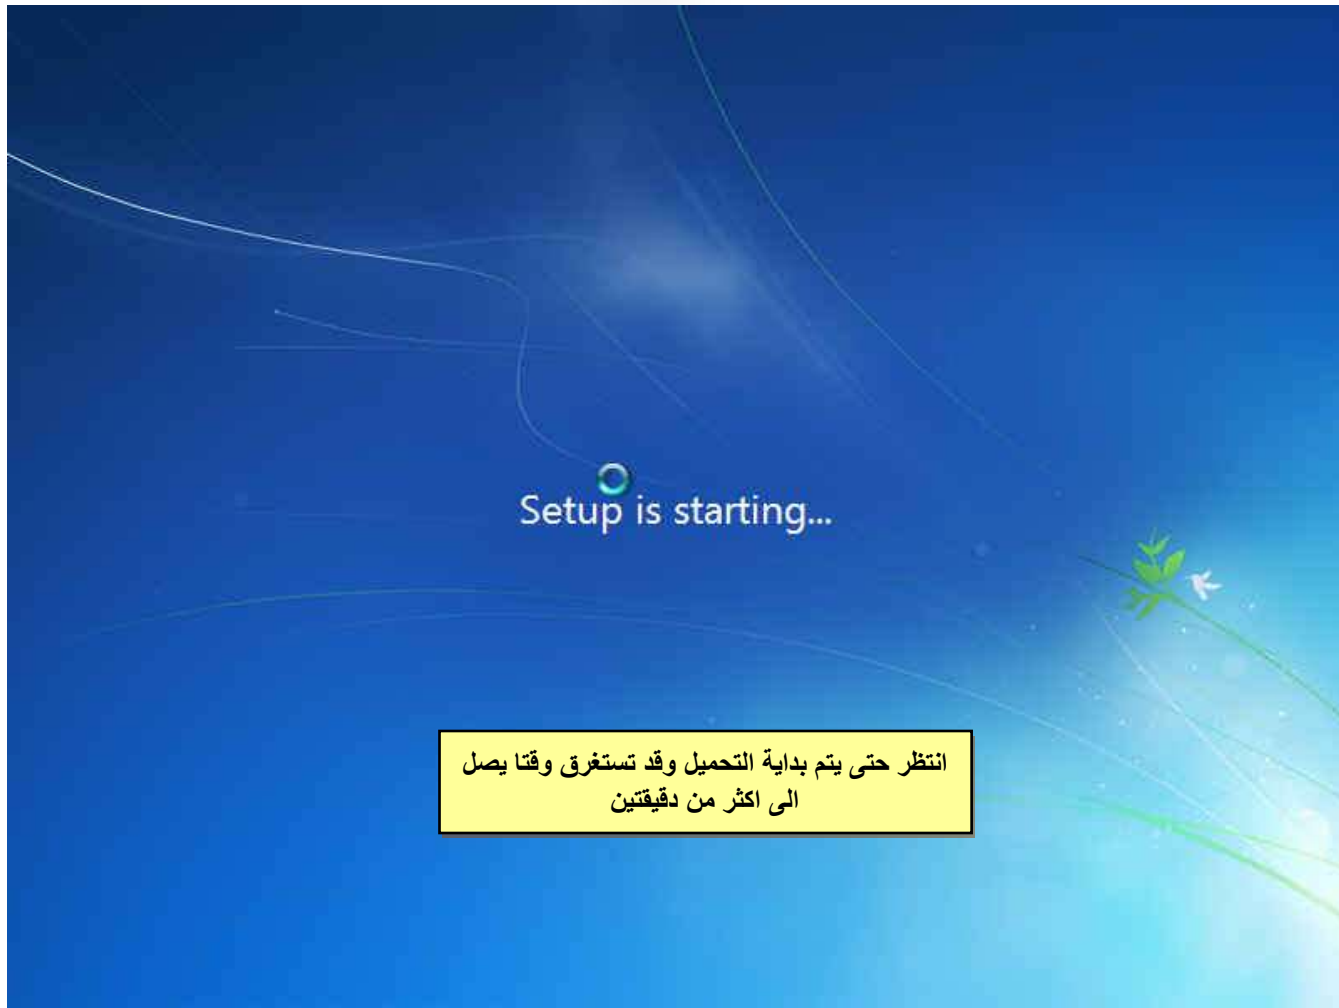 Setup is starting...
انتظر حتى يتم بداية التحميل وقد تستغرق وقتا يصل
الى اكثر من دقيقتين